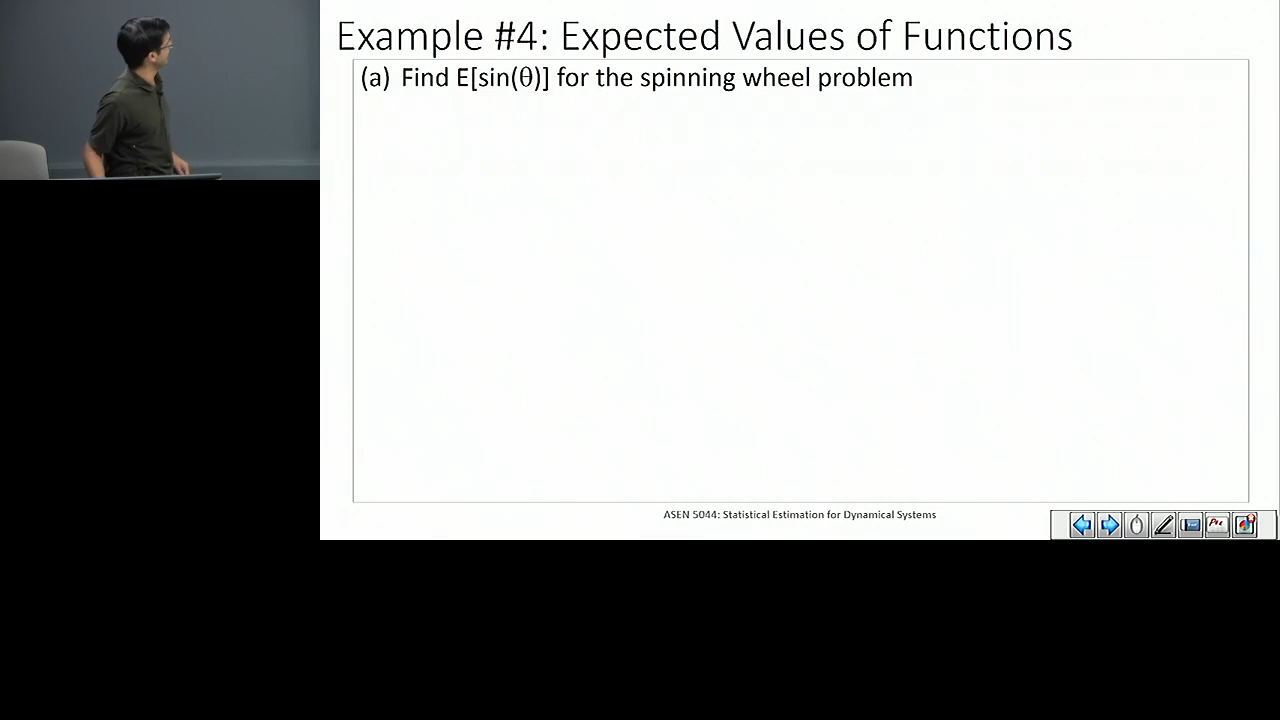 Example #4: Expected Values of Functions
(a) Find E[sin(θ)] for the spinning wheel problem
ASEN 5044: Statistical Estimation for Dynamical Systems